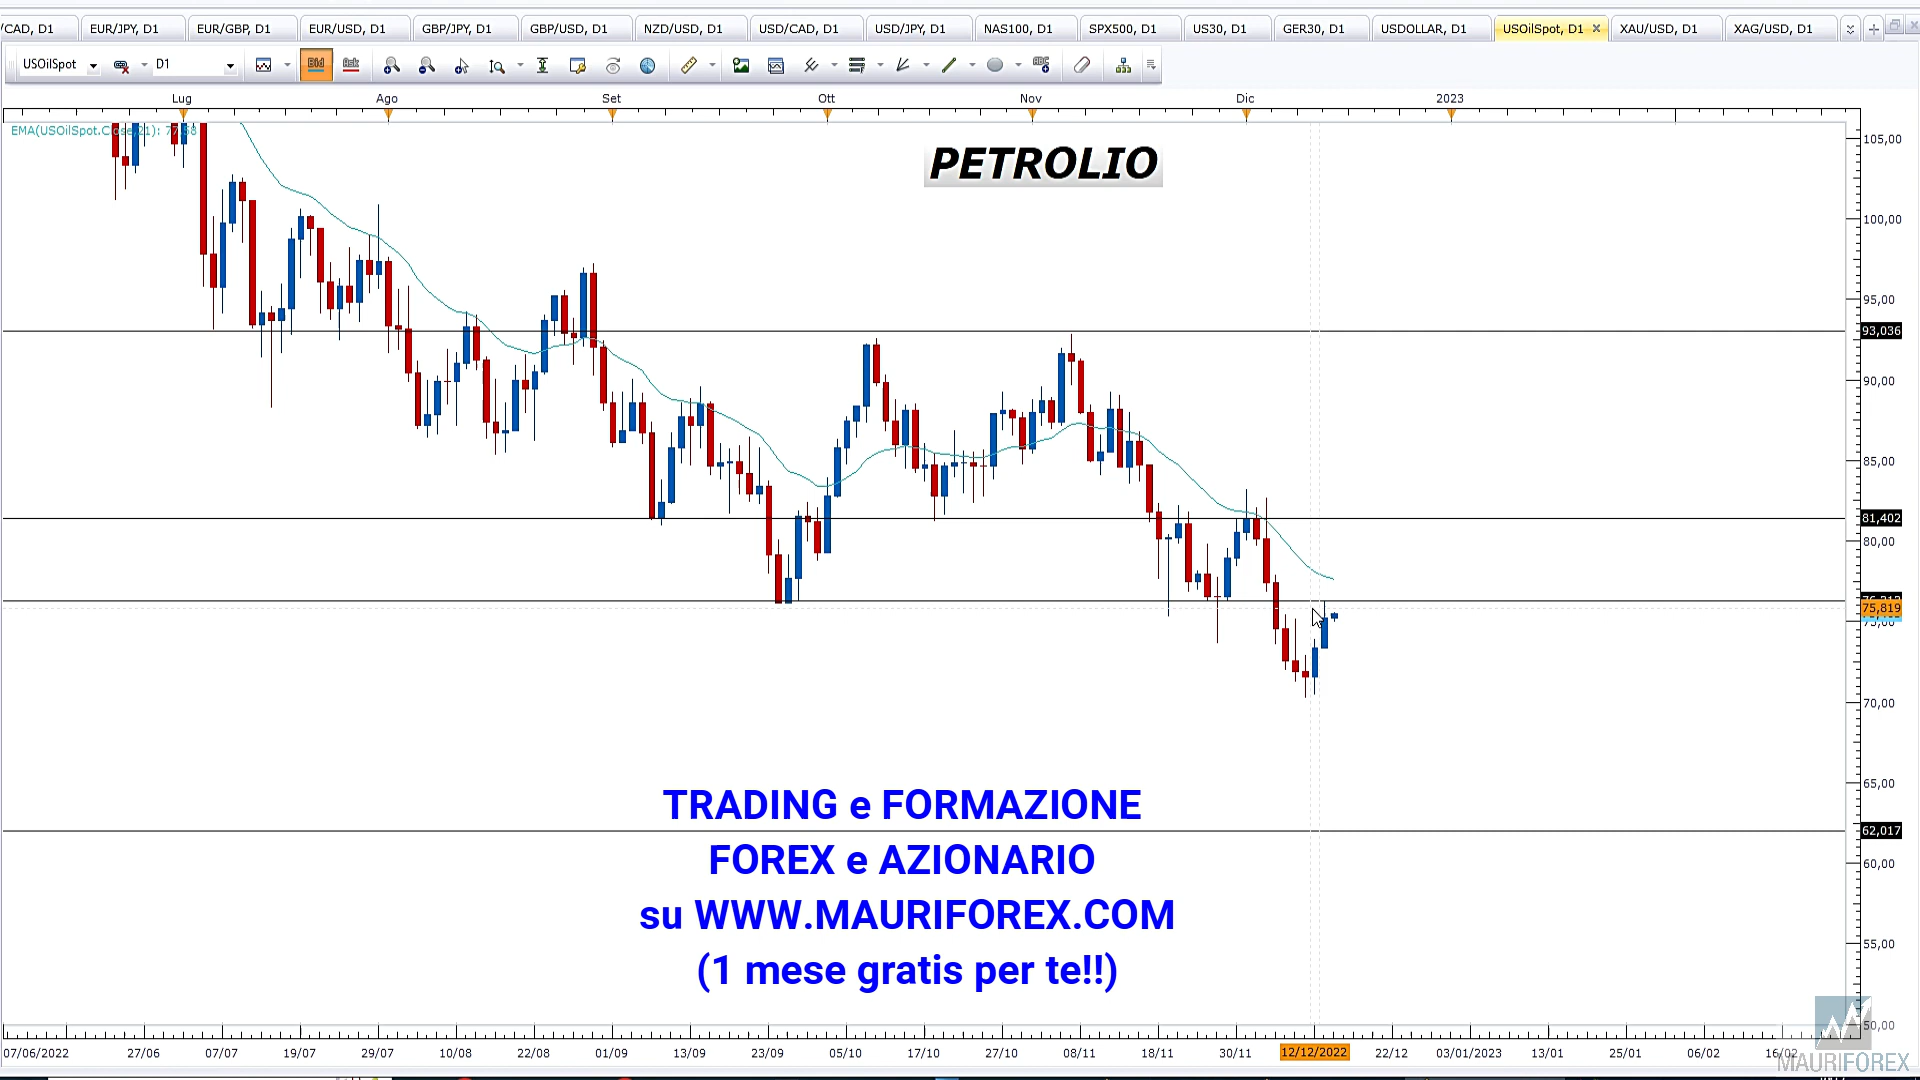 /CAD, D1 EUR/JPY, D1 EUR/GBP, D1 EUR/USD, D1 GBP/JPY, D1 GBP/USD, D1 NZD/USD, D1 USD/CAD, D1 USD/JPY, D1 NAS100, D1 SPX500, D1 US30, D1 GER30, D1 USDOLLAR, D1 USOilSpot, D1 XAU/USD, D1 XAG/USD, D1
USOilSpot D1 Bid Ask
Lug Ago Set Ott Nov Dic 2023
EMA(USOilSpot.Close,21):
PETROLIO
105,00
100,00
95,00
93,036
90,00
85,00
81,402
80,00
75,819
70,00
65,00
62,017
60,00
55,00
50,00
TRADING e FORMAZIONE
FOREX e AZIONARIO
su WWW.MAURIFOREX.COM
(1 mese gratis per te!!)
07/06/2022 27/06 07/07 19/07 29/07 10/08 22/08 01/09 13/09 23/09 05/10 17/10 27/10 08/11 18/11 30/11 12/12/2022 22/12 03/01/2023 13/01 25/01 06/02 16/02
MAURIFOREX